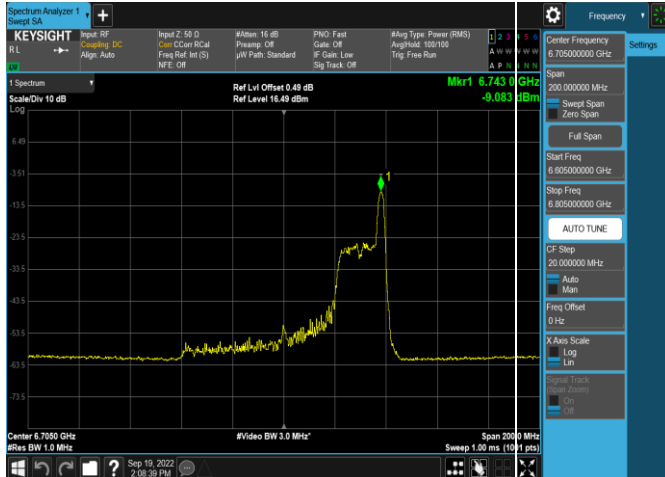 Spectrum Analyzer 1
Swept SA
+
Frequency
KEYSIGHT
RL
Input: RF
Coupling: DC
Align: Auto
Input Z: 50 Ω
Corr CCorr RCal
Freq Ref: Int (S)
NFE: Off
#Atten: 16 dB
Preamp: Off
µW Path: Standard
PNO: Fast
Gate: Off
IF Gain: Low
Sig Track: Off
#Avg Type: Power (RMS)
Avg|Hold: 100/100
Trig: Free Run
1 2 3 4 5 6
A W W W W W
A P N N N N
1 Spectrum
Scale/Div 10 dB
Log
Ref Lvl Offset 0.49 dB
Ref Level 16.49 dBm
Mkr1 6.743 0 GHz
-9.083 dBm
6.49
-3.51
-13.5
-23.5
-33.5
-43.5
-53.5
-63.5
-73.5
1
Center 6.7050 GHz
#Res BW 1.0 MHz
#Video BW 3.0 MHz*
Span 200.0 MHz
Sweep 1.00 ms (1001 pts)
Sep 19, 2022
2:08:39 PM
Settings
Center Frequency
6.705000000 GHz
Span
200.000000 MHz
Swept Span
Zero Span
Full Span
Start Freq
6.605000000 GHz
Stop Freq
6.805000000 GHz
AUTO TUNE
CF Step
20.000000 MHz
Auto
Man
Freq Offset
0 Hz
X Axis Scale
Log
Lin
Signal Track
(Span Zoom)
On
Off